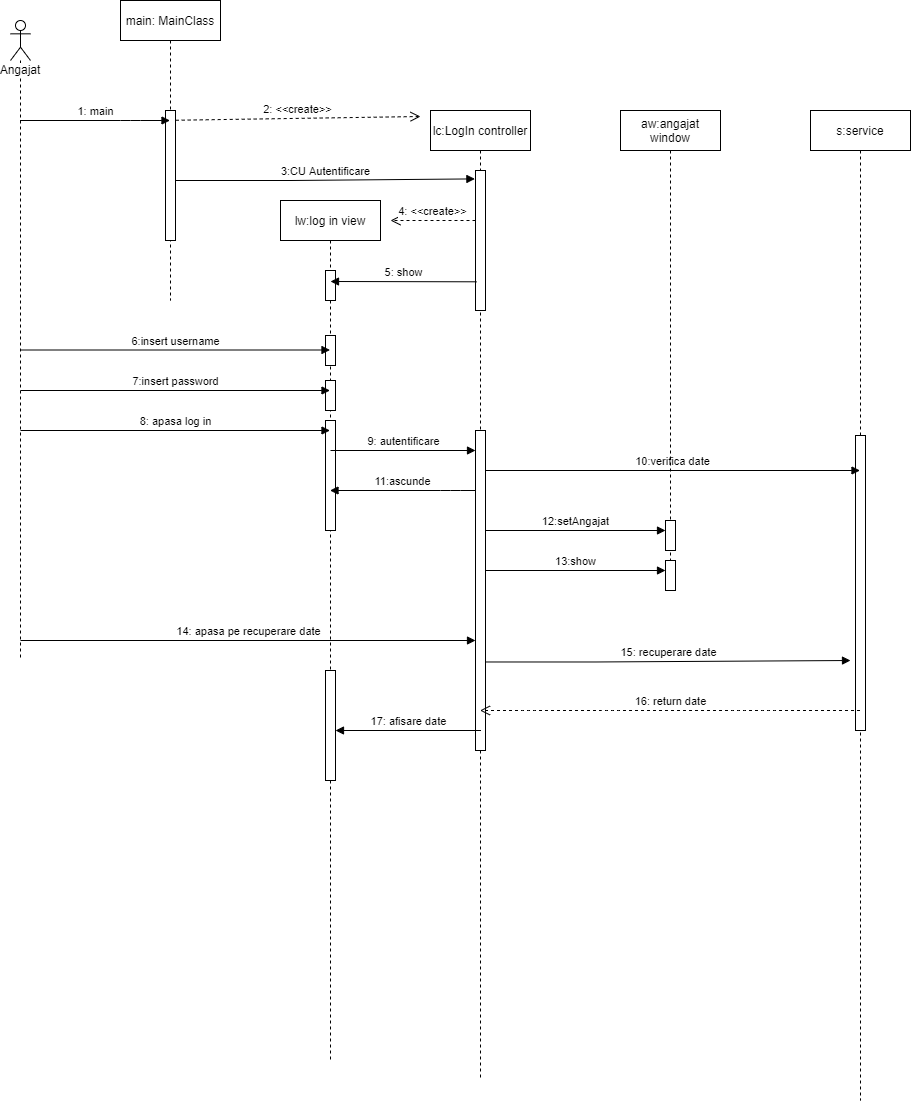 main: MainClass
Angajat
1: main
2: <<create>>
lc:LogIn controller
aw:angajat
window
s:service
3:CU Autentificare
lw:log in view
4: <<create>>
5: show
6:insert username
7:insert password
8: apasa log in
9: autentificare
10:verifica date
11:ascunde
12:setAngajat
13:show
14: apasa pe recuperare date
15: recuperare date
16: return date
17: afisare date